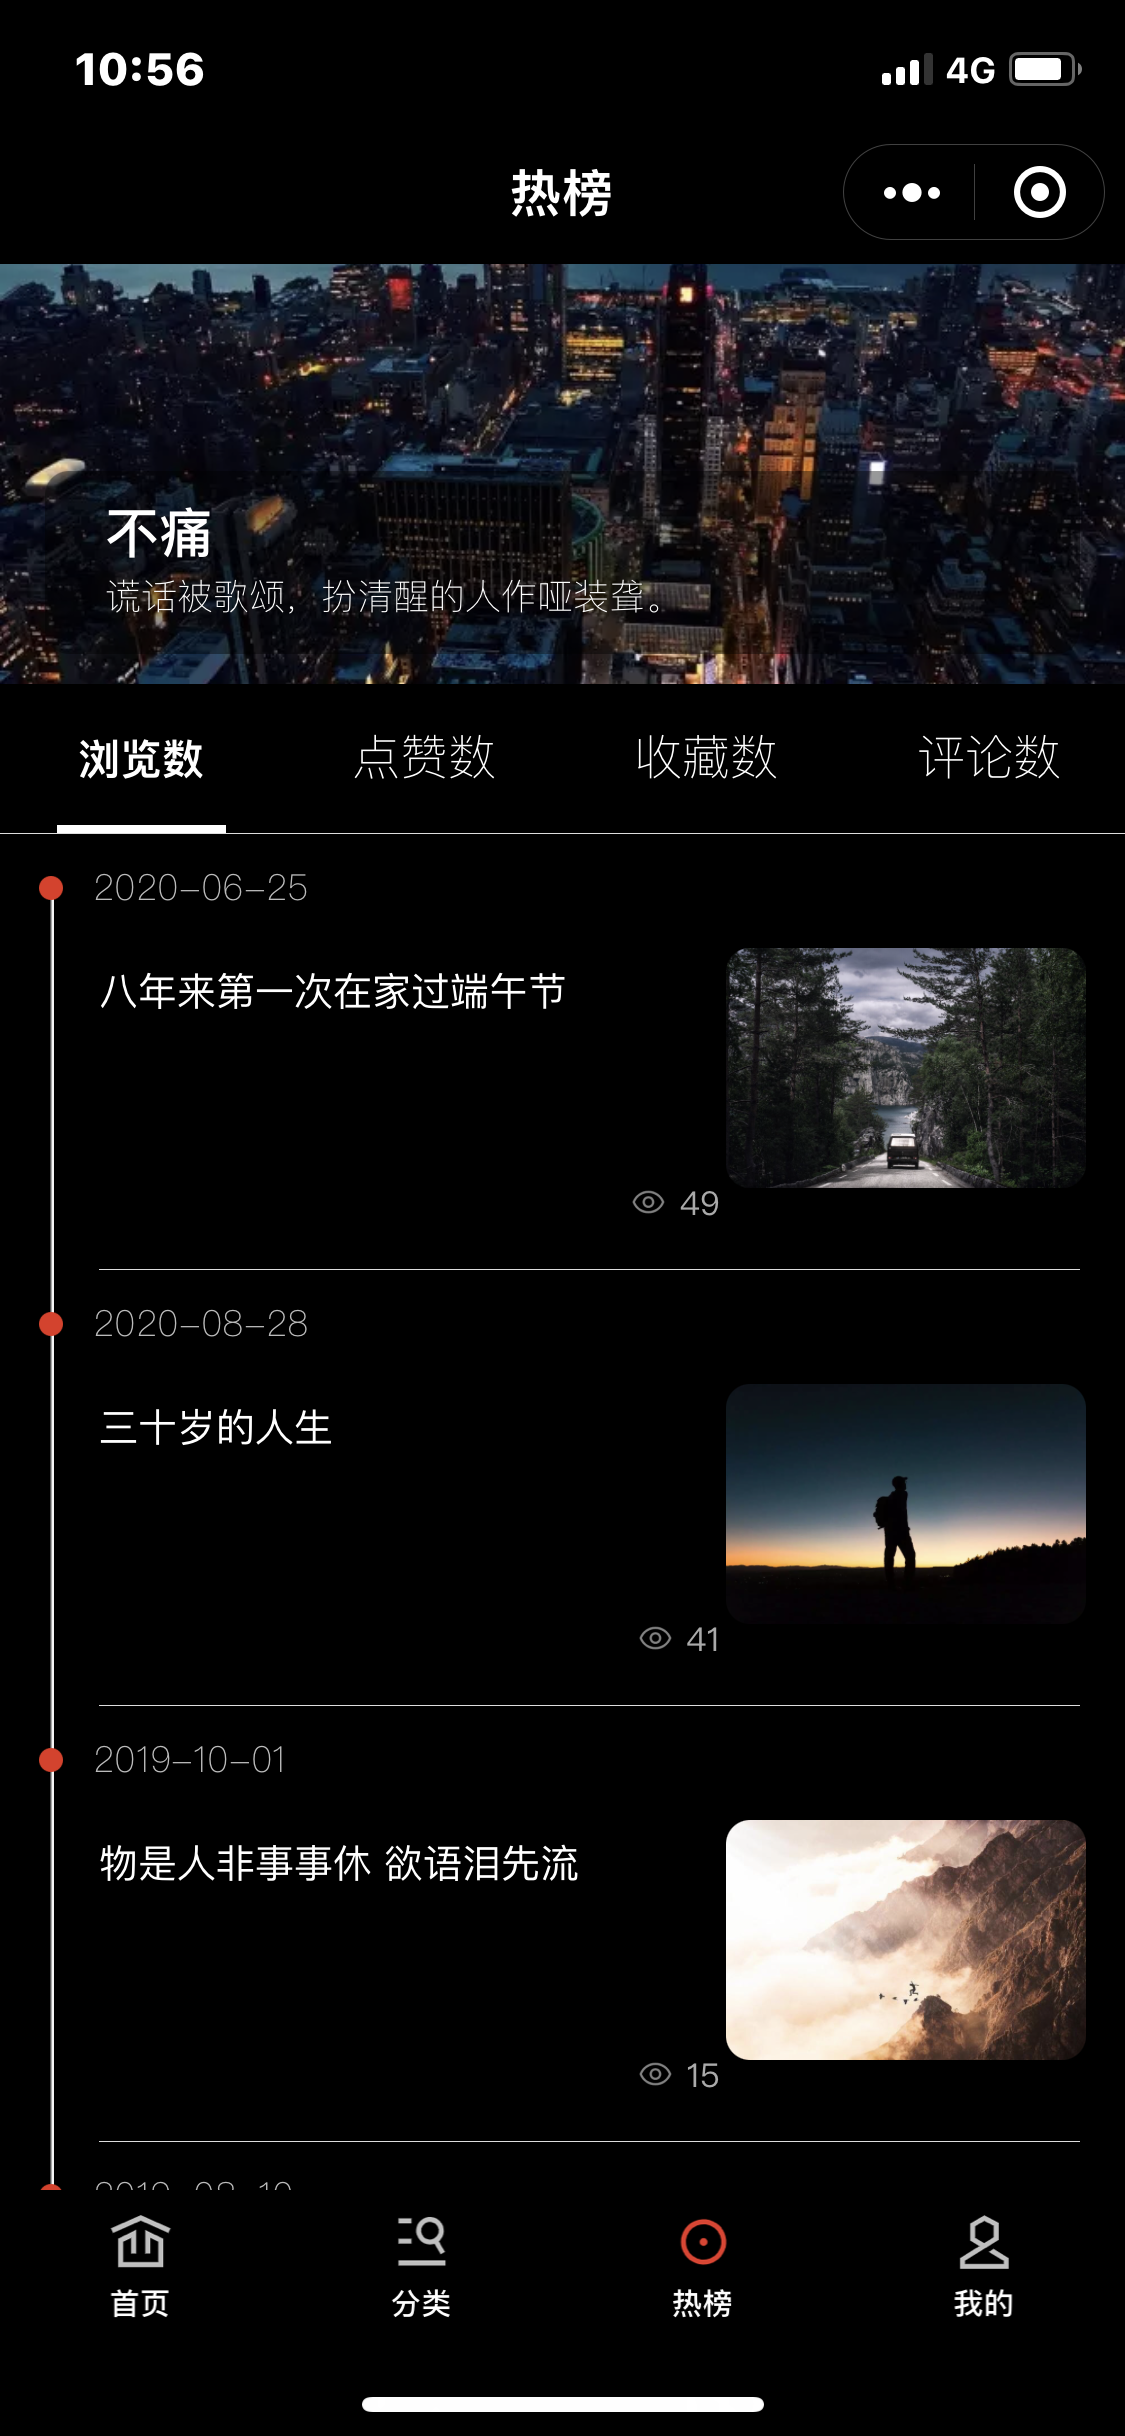 10:56
4G
热榜
不痛
谎话被歌颂，扮清醒的人作哑装聋。
浏览数
点赞数
收藏数
评论数
2020-06-25
八年来第一次在家过端午节
49
2020-08-28
三十岁的人生
41
2019-10-01
物是人非事事休 欲语泪先流
15
首页
分类
热榜
我的